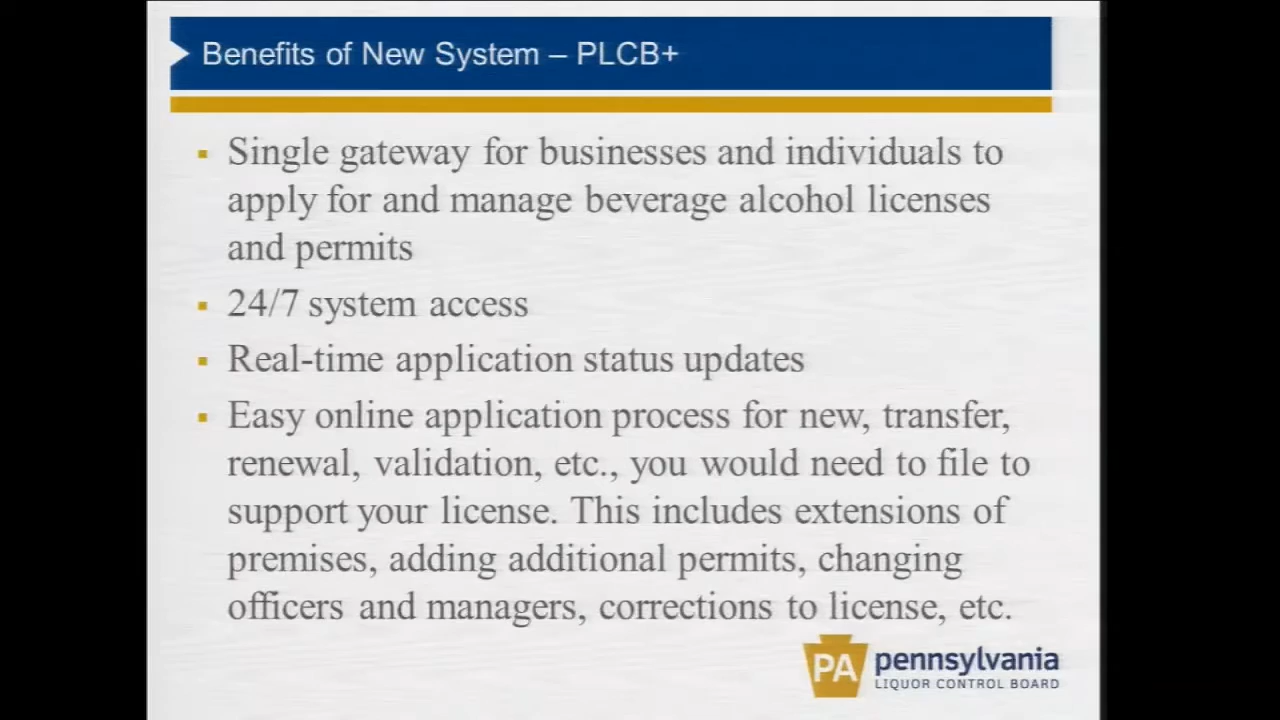 Benefits of New System – PLCB+
Single gateway for businesses and individuals to
apply for and manage beverage alcohol licenses
and permits
24/7 system access
Real-time application status updates
Easy online application process for new, transfer,
renewal, validation, etc., you would need to file to
support your license. This includes extensions of
premises, adding additional permits, changing
officers and managers, corrections to license, etc.
PA
pennsylvania
LIQUOR CONTROL BOARD